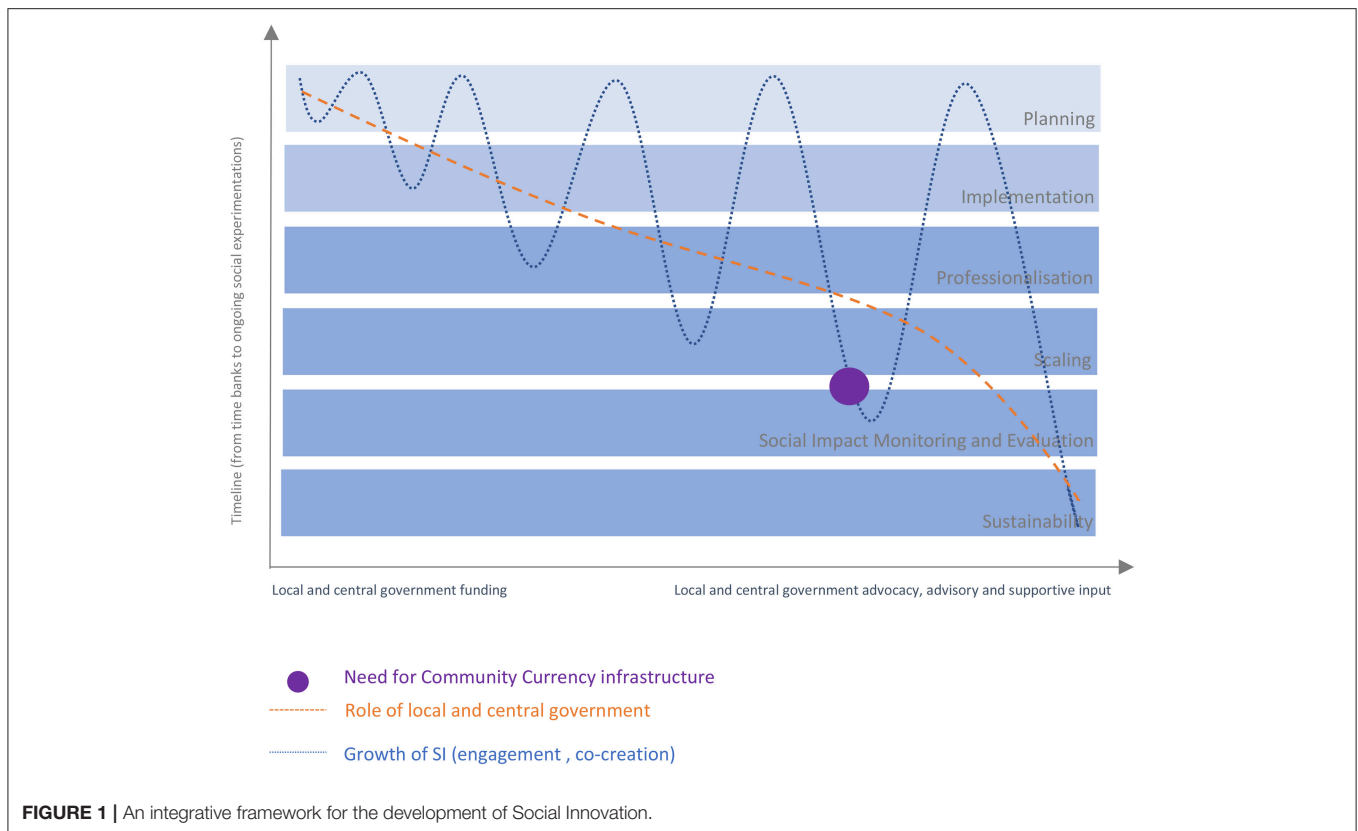 Timeline (from time banks to ongoing social experimentations)
Planning
Implementation
Professionalisation
Scaling
Social Impact Monitoring and Evaluation
Sustainability
Local and central government funding
Local and central government advocacy, advisory and supportive input
Need for Community Currency infrastructure
Role of local and central government
Growth of SI (engagement , co-creation)
FIGURE 1 | An integrative framework for the development of Social Innovation.